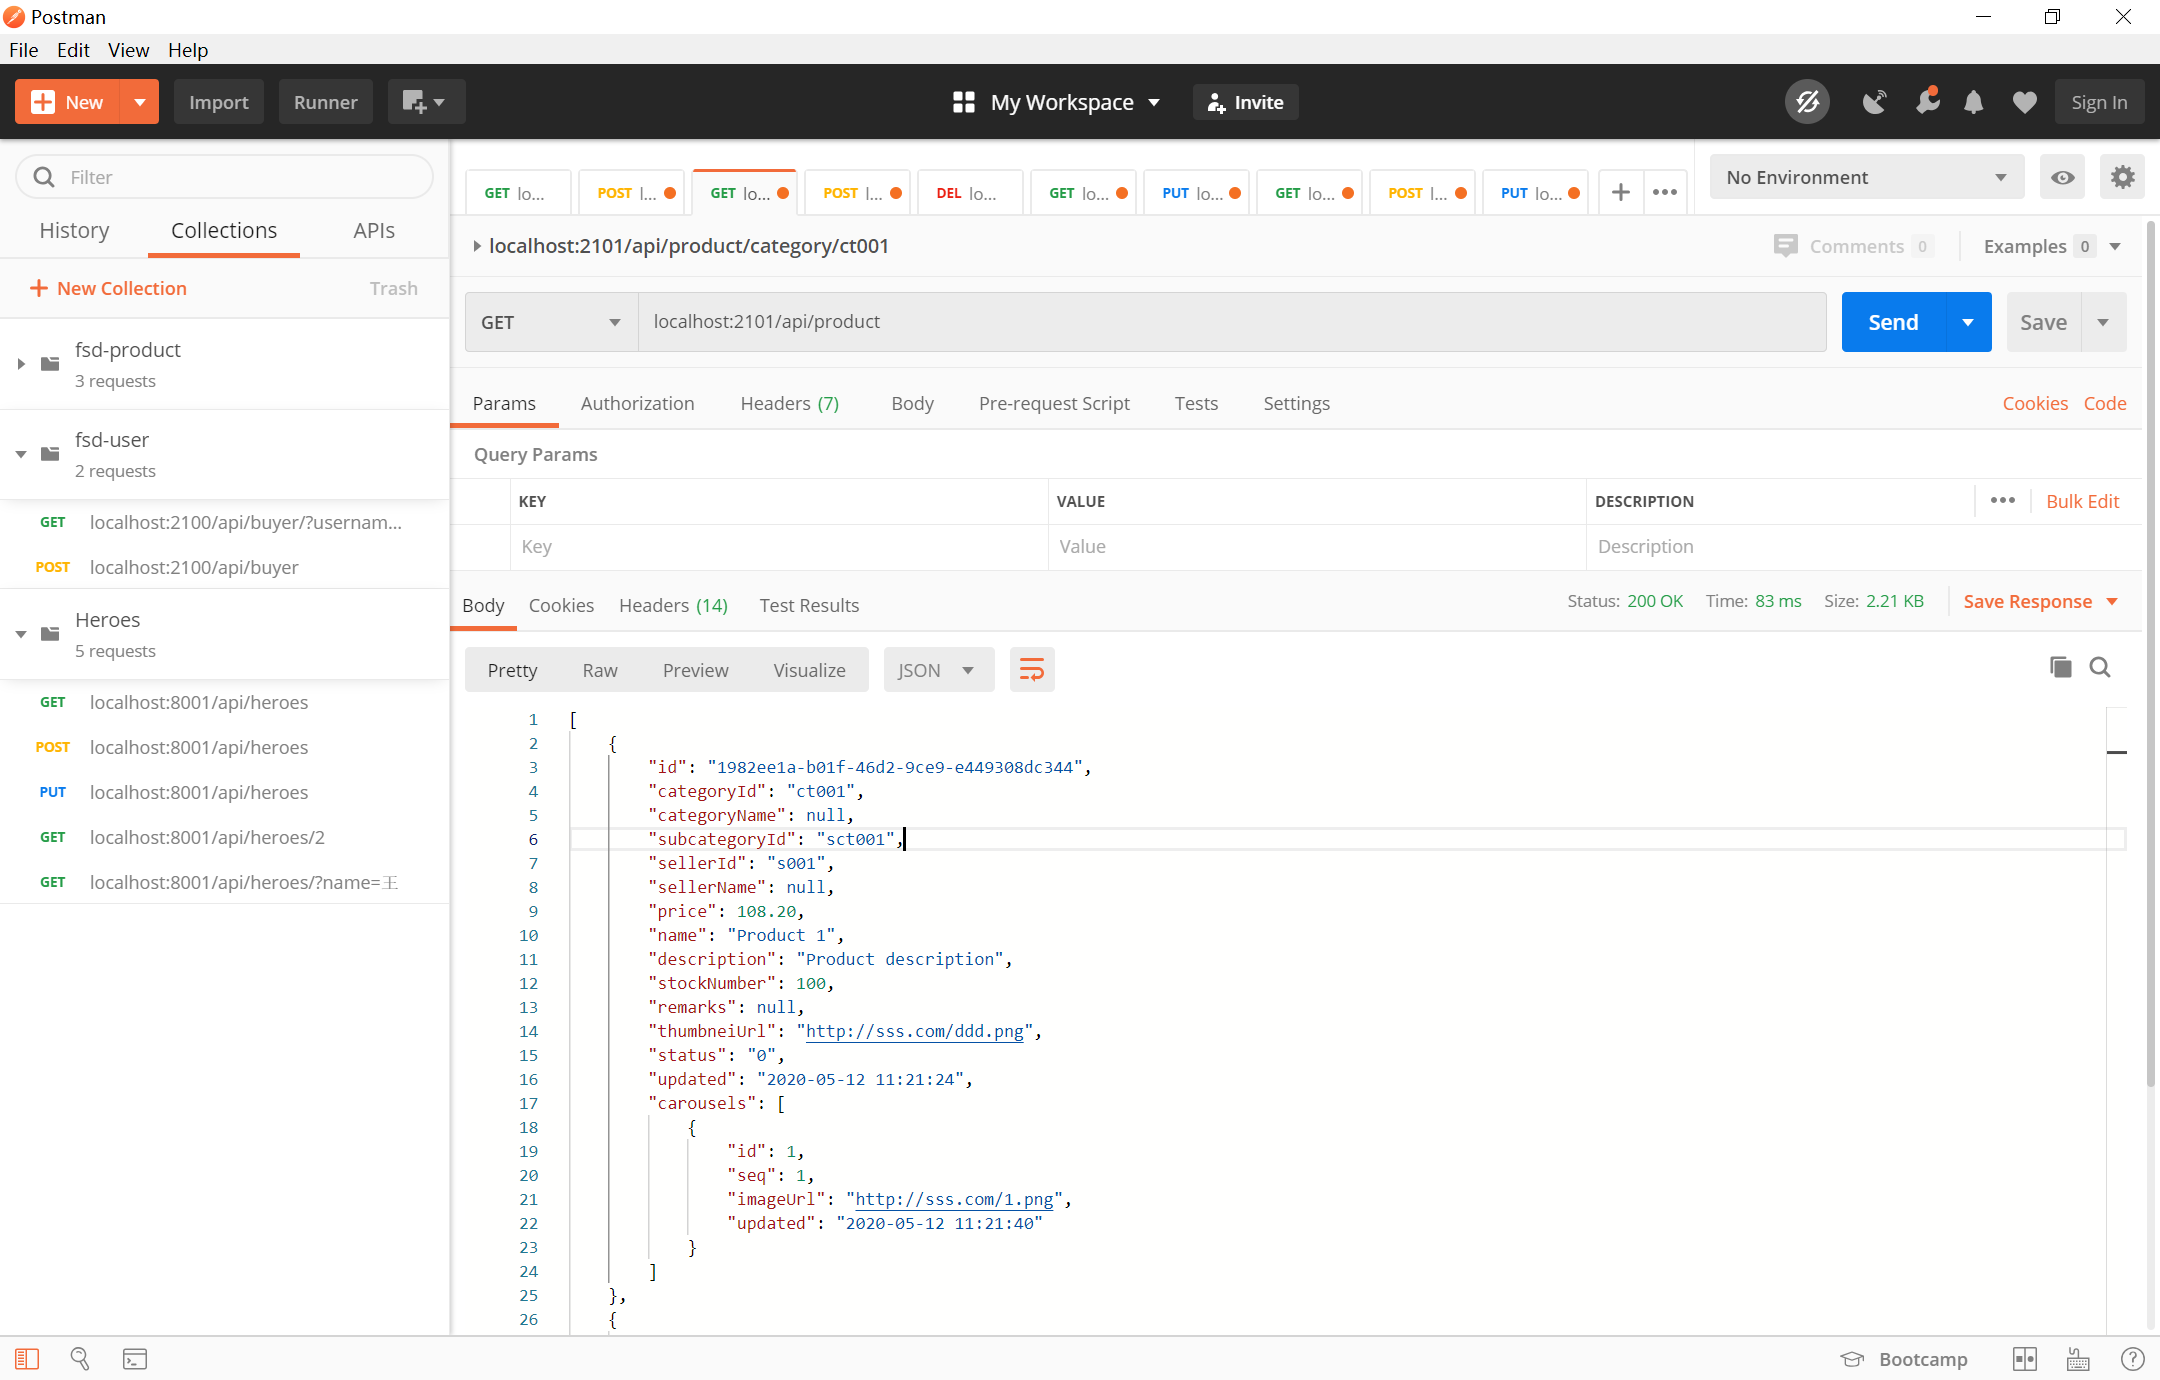 Postman
File Edit View Help
New Import Runner My Workspace Invite Sign In
Filter
History Collections APIs
New Collection Trash
fsd-product
3 requests
fsd-user
2 requests
GET localhost:2100/api/buyer/?usernam...
POST localhost:2100/api/buyer
Heroes
5 requests
GET localhost:8001/api/heroes
POST localhost:8001/api/heroes
PUT localhost:8001/api/heroes
GET localhost:8001/api/heroes/2
GET localhost:8001/api/heroes/?name=王
GET lo... POST l... GET lo... POST l... DEL lo... GET lo... PUT lo... GET lo... POST l... PUT lo...
No Environment
localhost:2101/api/product/category/ct001
Comments 0 Examples 0
GET localhost:2101/api/product Send Save
Params Authorization Headers (7) Body Pre-request Script Tests Settings Cookies Code
Query Params
KEY VALUE DESCRIPTION Bulk Edit
Key Value Description
Body Cookies Headers (14) Test Results Status: 200 OK Time: 83 ms Size: 2.21 KB Save Response
Pretty Raw Preview Visualize JSON
1 [
2 {
3 "id": "1982ee1a-b01f-46d2-9ce9-e449308dc344",
4 "categoryId": "ct001",
5 "categoryName": null,
6 "subcategoryId": "sct001",
7 "sellerId": "s001",
8 "sellerName": null,
9 "price": 108.20,
10 "name": "Product 1",
11 "description": "Product description",
12 "stockNumber": 100,
13 "remarks": null,
14 "thumbneiUrl": "http://sss.com/ddd.png",
15 "status": "0",
16 "updated": "2020-05-12 11:21:24",
17 "carousels": [
18 {
19 "id": 1,
20 "seq": 1,
21 "imageUrl": "http://sss.com/1.png",
22 "updated": "2020-05-12 11:21:40"
23 }
24 ]
25 },
26 {
Bootcamp